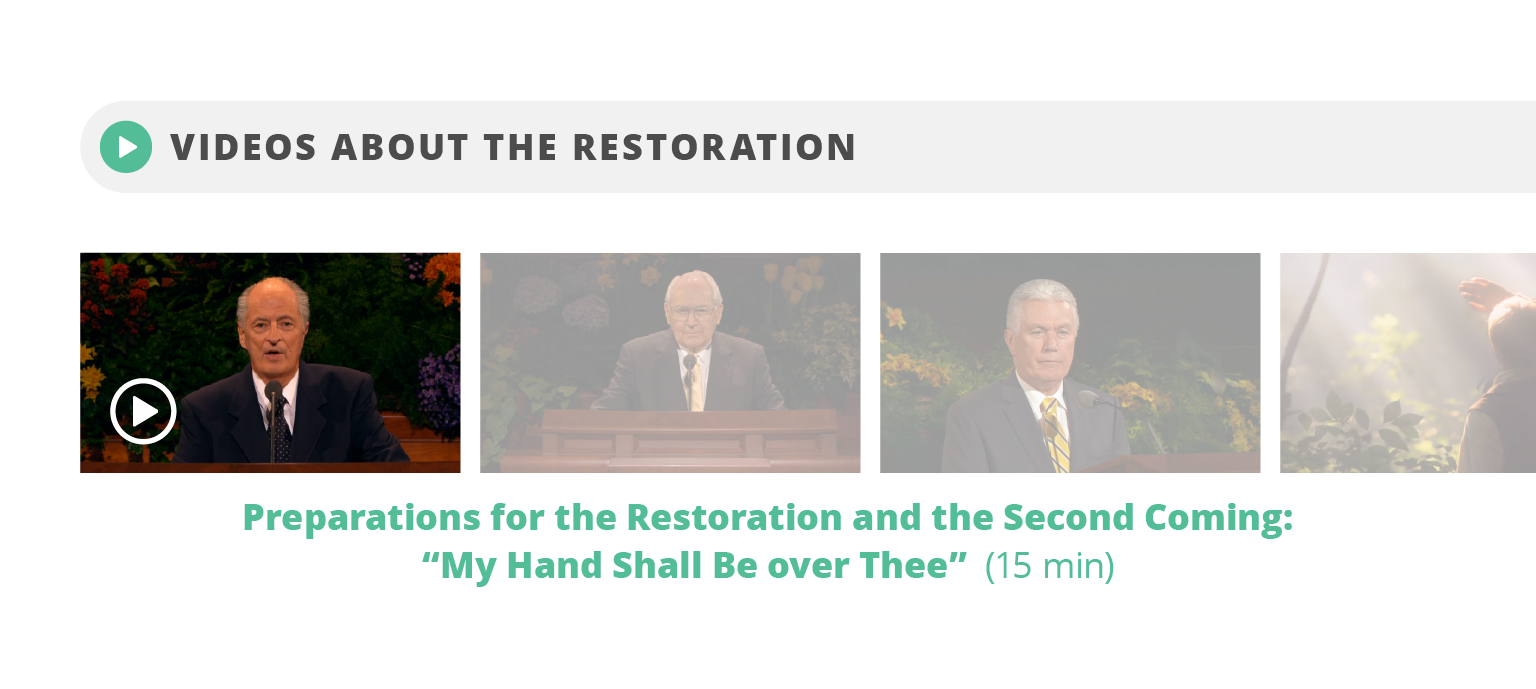 VIDEOS ABOUT THE RESTORATION
Preparations for the Restoration and the Second Coming:
“My Hand Shall Be over Thee” (15 min)